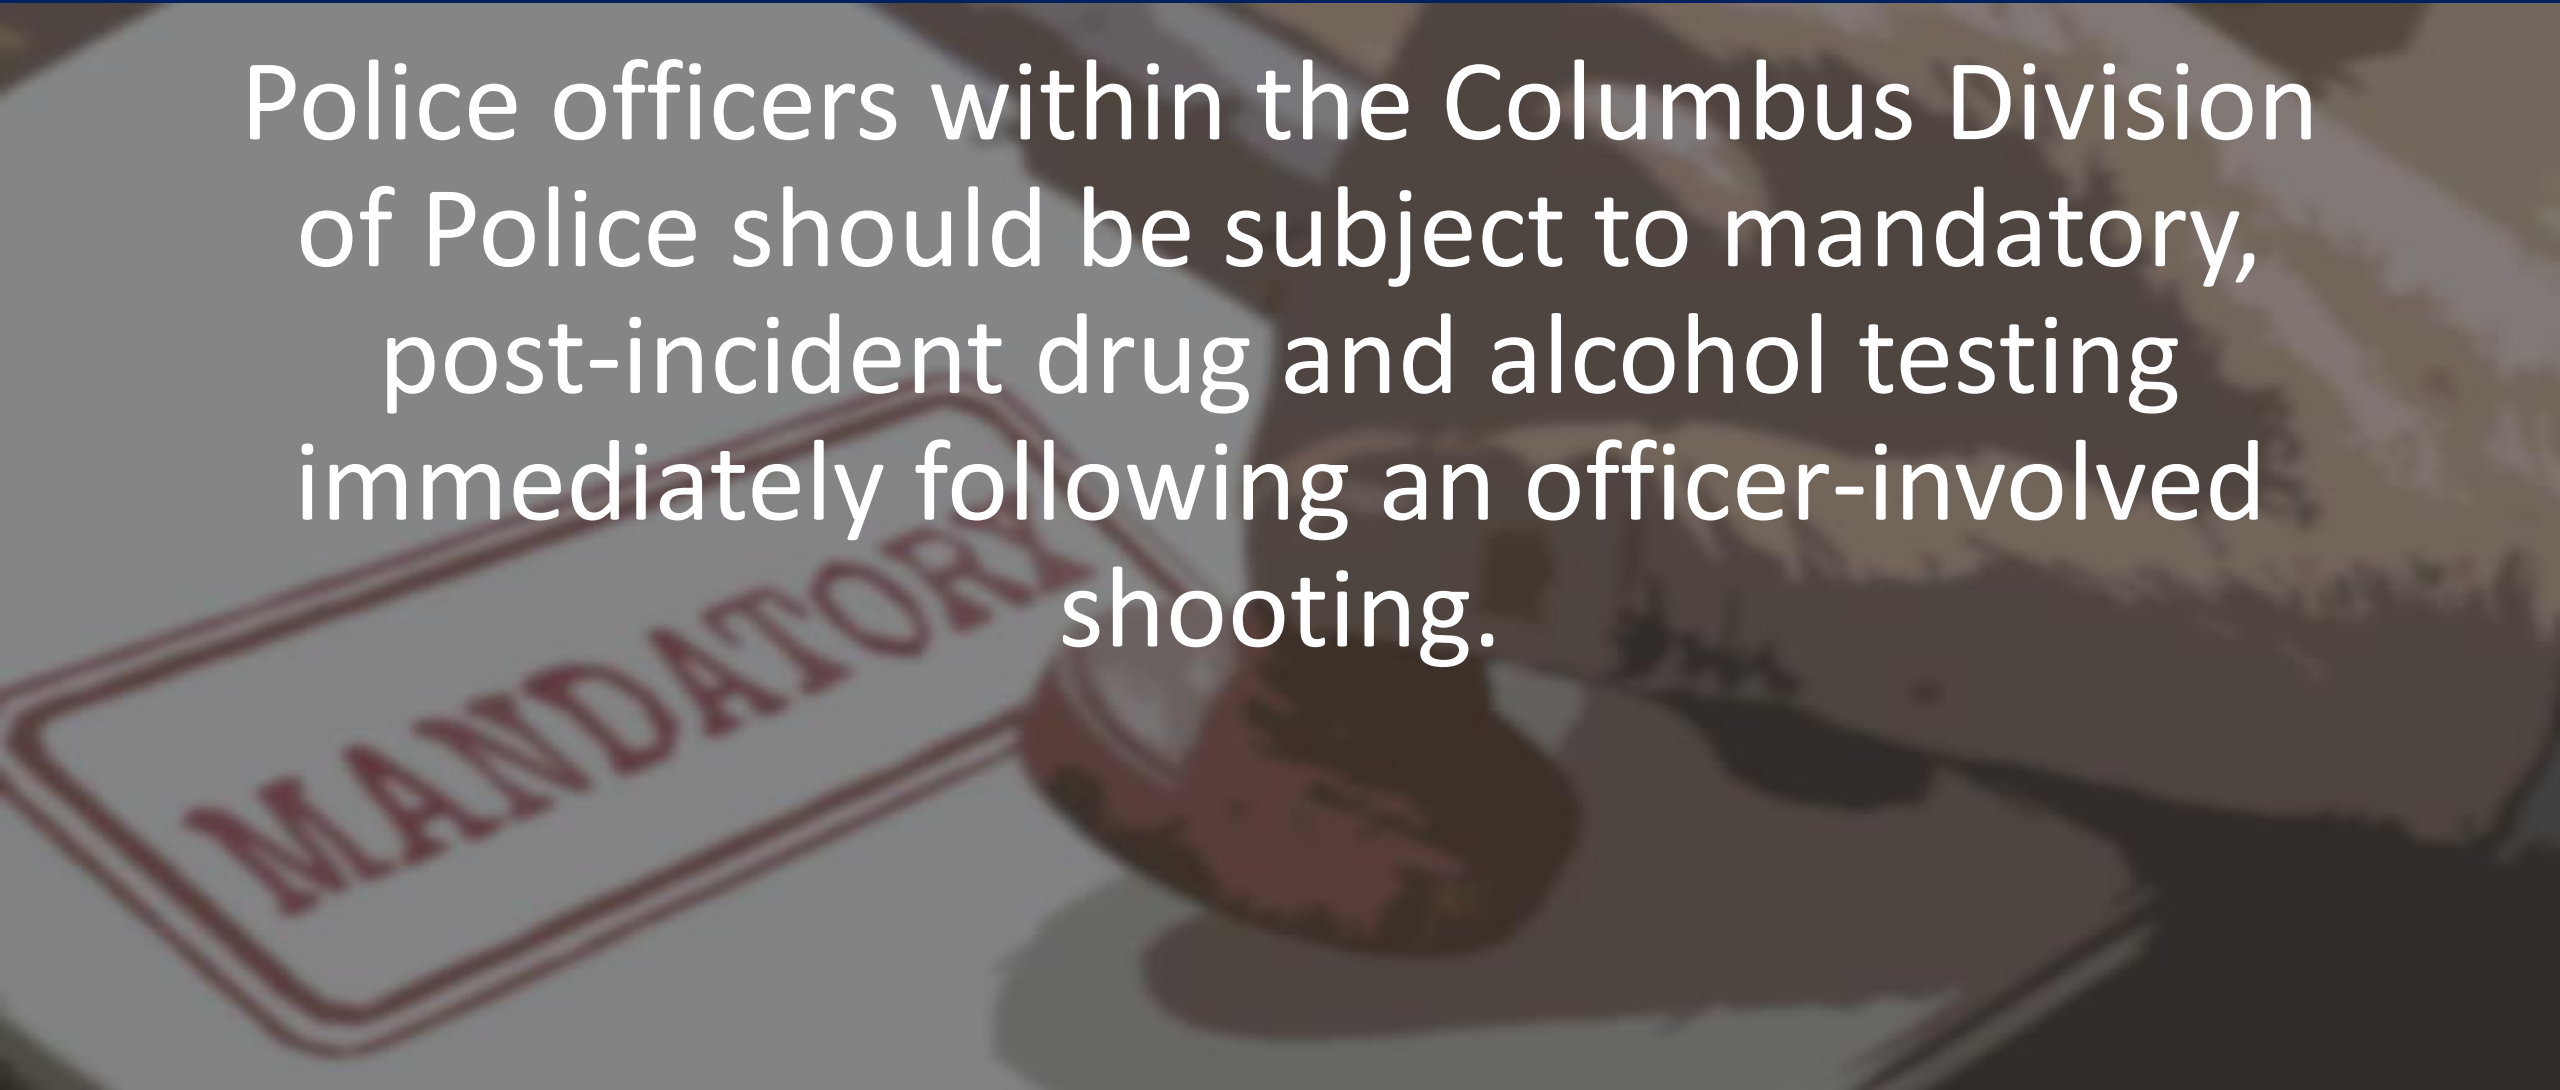 Police officers within the Columbus Division
of Police should be subject to mandatory,
post-incident drug and alcohol testing
immediately following an officer-involved
shooting.
MANDATORY